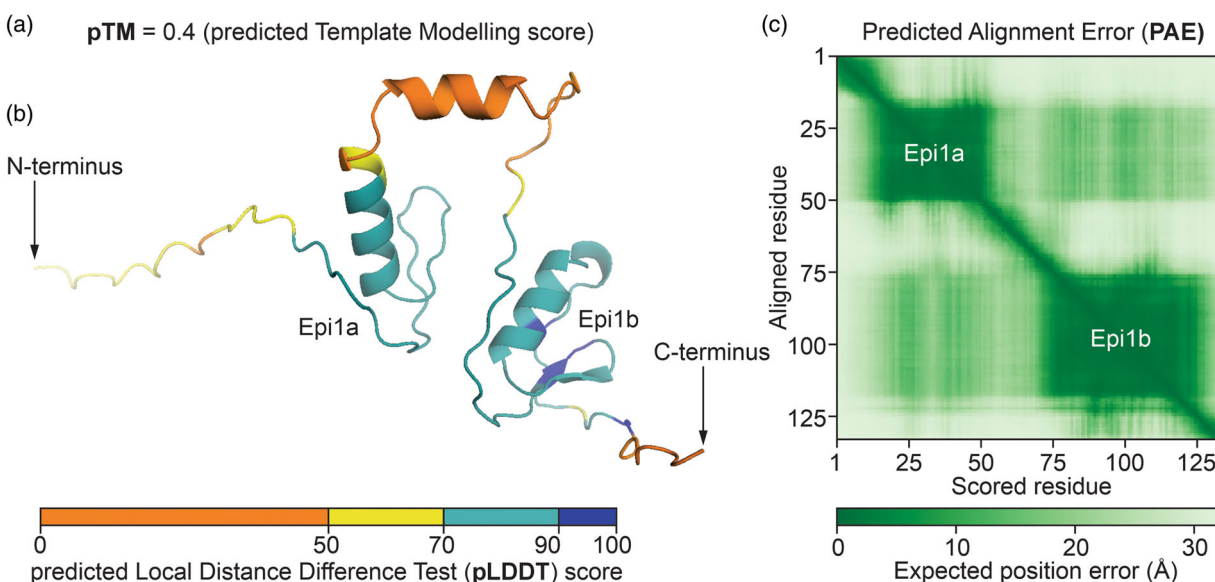 (a)
pTM = 0.4 (predicted Template Modelling score)
(b)
N-terminus
Epi1a
Epi1b
C-terminus
0 50 70 90 100
predicted Local Distance Difference Test (pLDDT) score
(c)
Predicted Alignment Error (PAE)
Aligned residue
1
25
50
75
100
125
Epi1a
Epi1b
1 25 50 75 100 125
Scored residue
0 10 20 30
Expected position error (Å)